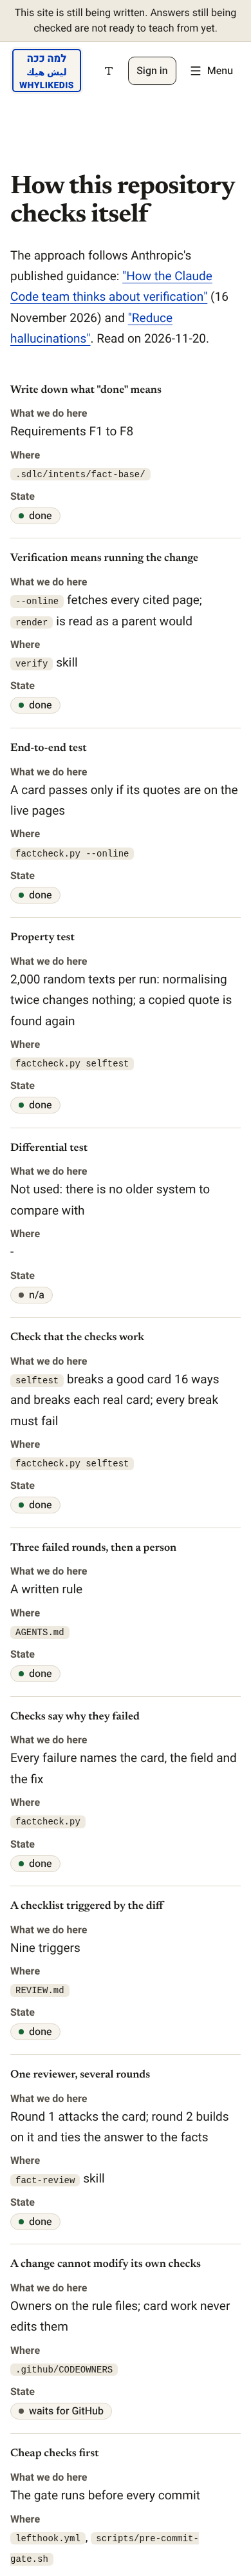 This site is still being written. Answers still being
checked are not ready to teach from yet.
למה ככה
ليش هيك
WHYLIKEDIS
T
Sign in
Menu
How this repository
checks itself
The approach follows Anthropic's
published guidance: "How the Claude
Code team thinks about verification" (16
November 2026) and "Reduce
hallucinations". Read on 2026-11-20.
Write down what "done" means
What we do here
Requirements F1 to F8
Where
.sdlc/intents/fact-base/
State
done
Verification means running the change
What we do here
--online fetches every cited page;
render is read as a parent would
Where
verify skill
State
done
End-to-end test
What we do here
A card passes only if its quotes are on the
live pages
Where
factcheck.py --online
State
done
Property test
What we do here
2,000 random texts per run: normalising
twice changes nothing; a copied quote is
found again
Where
factcheck.py selftest
State
done
Differential test
What we do here
Not used: there is no older system to
compare with
Where
-
State
n/a
Check that the checks work
What we do here
selftest breaks a good card 16 ways
and breaks each real card; every break
must fail
Where
factcheck.py selftest
State
done
Three failed rounds, then a person
What we do here
A written rule
Where
AGENTS.md
State
done
Checks say why they failed
What we do here
Every failure names the card, the field and
the fix
Where
factcheck.py
State
done
A checklist triggered by the diff
What we do here
Nine triggers
Where
REVIEW.md
State
done
One reviewer, several rounds
What we do here
Round 1 attacks the card; round 2 builds
on it and ties the answer to the facts
Where
fact-review skill
State
done
A change cannot modify its own checks
What we do here
Owners on the rule files; card work never
edits them
Where
.github/CODEOWNERS
State
waits for GitHub
Cheap checks first
What we do here
The gate runs before every commit
Where
lefthook.yml, scripts/pre-commit-
gate.sh